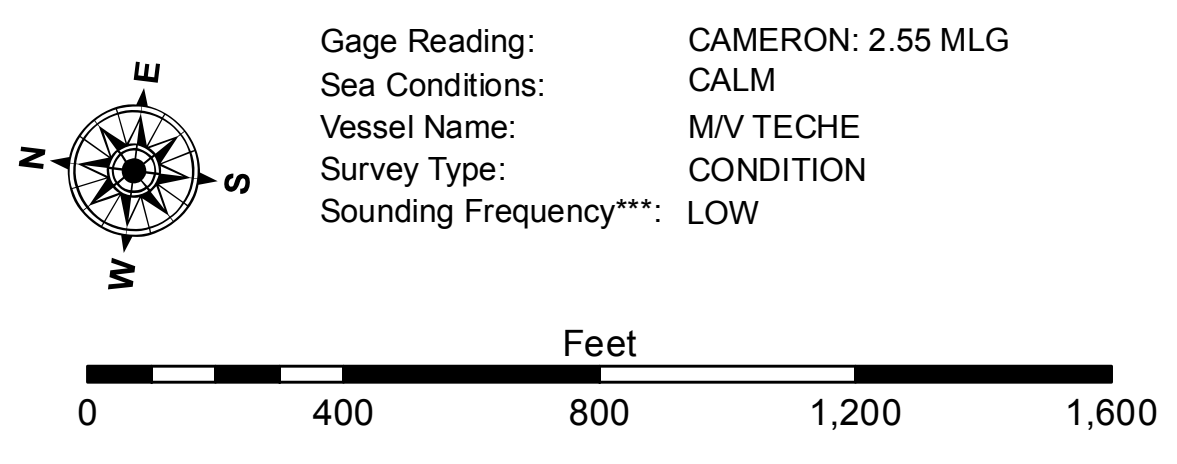 E
N
S
W
Gage Reading: CAMERON: 2.55 MLG
Sea Conditions: CALM
Vessel Name: M/V TECHE
Survey Type: CONDITION
Sounding Frequency***: LOW
Feet
0 400 800 1,200 1,600